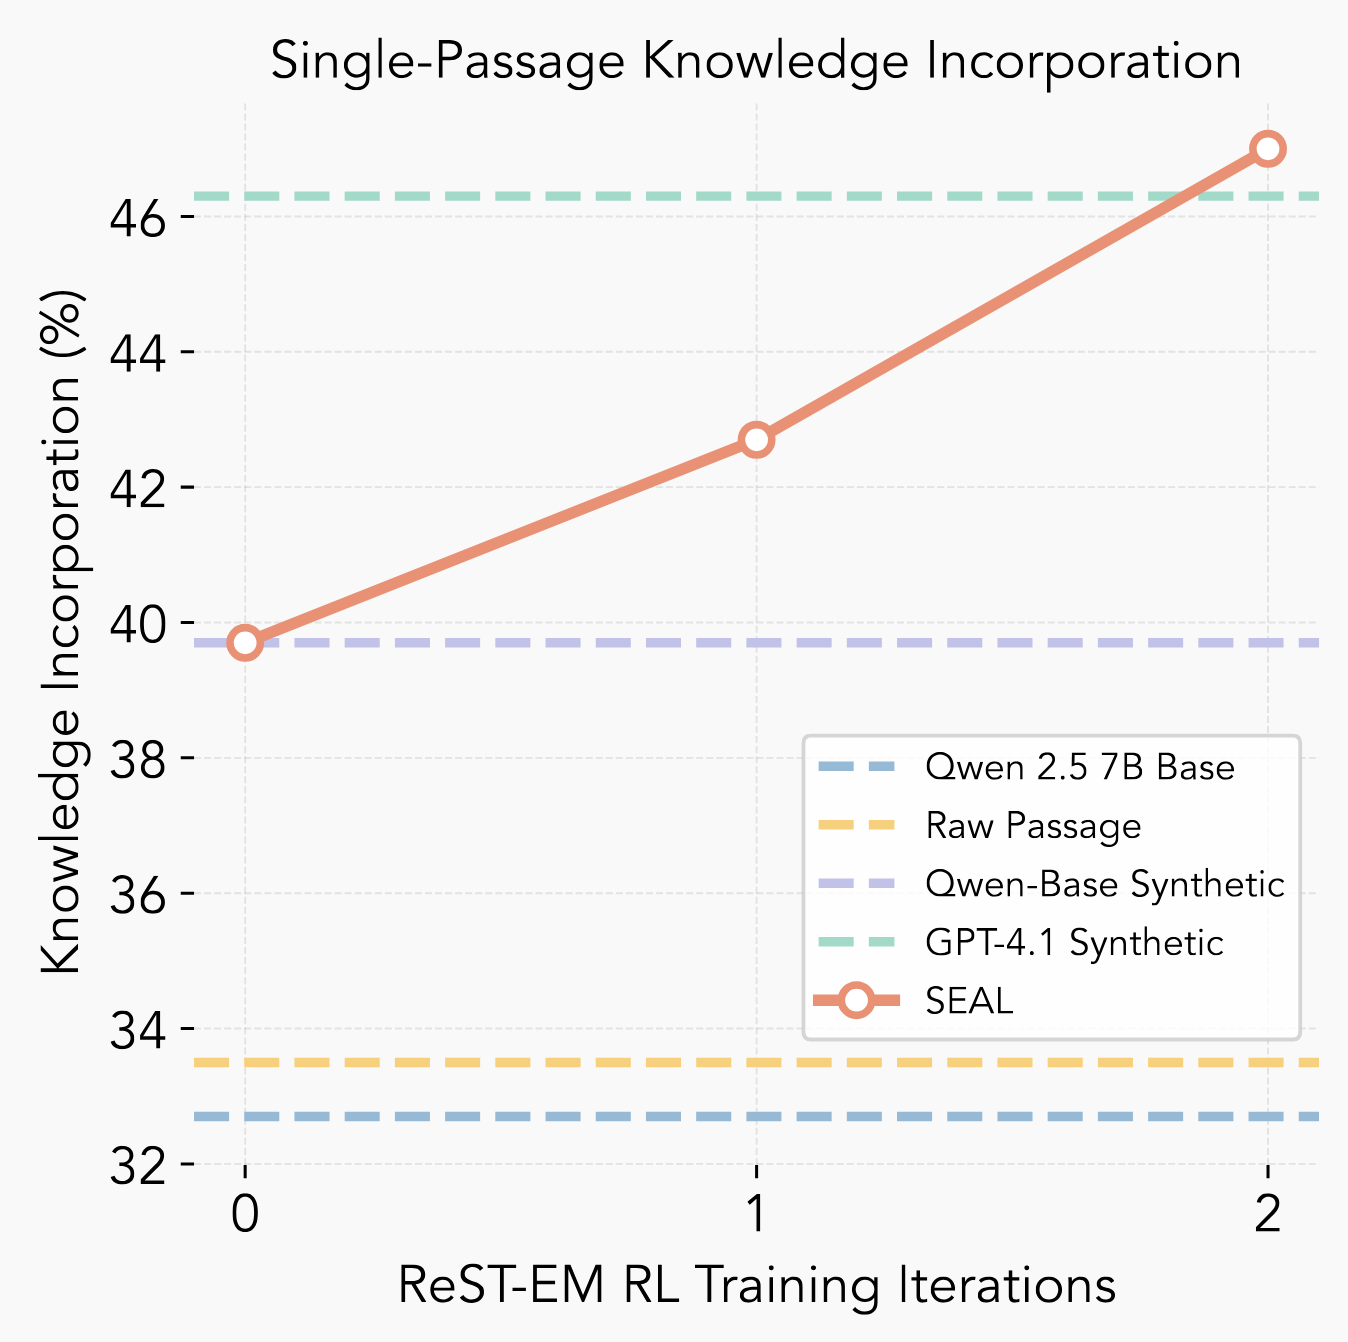 Single-Passage Knowledge Incorporation
Knowledge Incorporation (%)
46
44
42
40
38
36
34
32
Qwen 2.5 7B Base
Raw Passage
Qwen-Base Synthetic
GPT-4.1 Synthetic
SEAL
0 1 2
ReST-EM RL Training Iterations